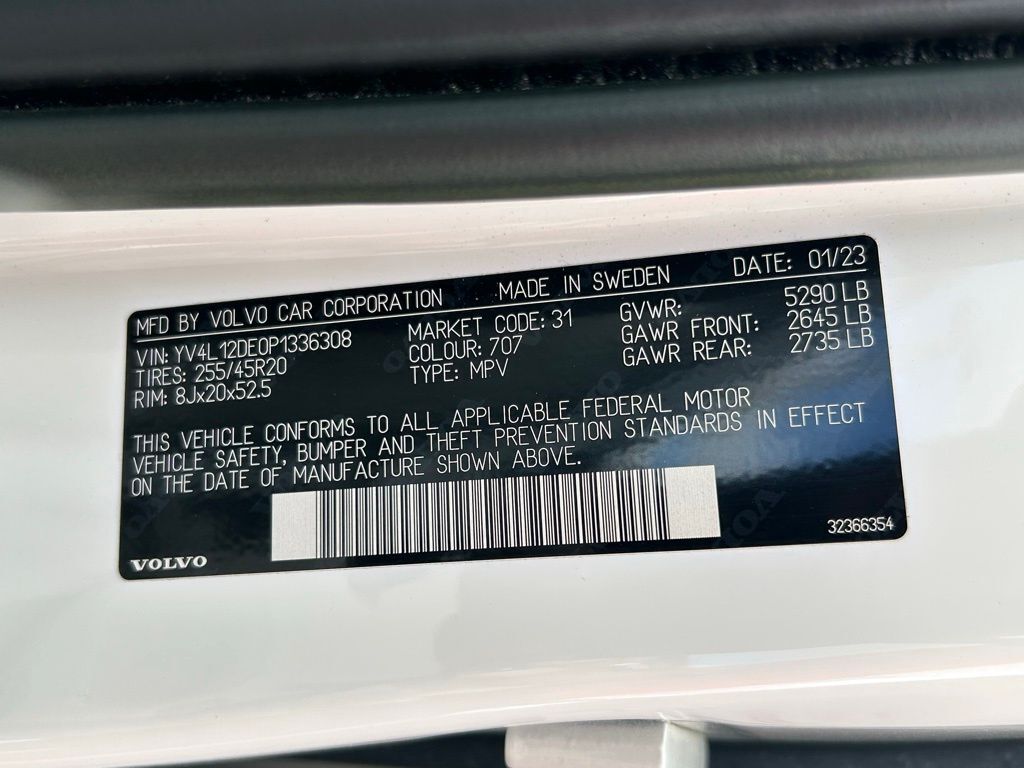 MFD BY VOLVO CAR CORPORATION MADE IN SWEDEN DATE: 01/23
VIN: YV4L12DE0P1336308 MARKET CODE: 31 GVWR: 5290 LB
TIRES: 255/45R20 COLOUR: 707 GAWR FRONT: 2645 LB
RIM: 8Jx20x52.5 TYPE: MPV GAWR REAR: 2735 LB
THIS VEHICLE CONFORMS TO ALL APPLICABLE FEDERAL MOTOR
VEHICLE SAFETY, BUMPER AND THEFT PREVENTION STANDARDS IN EFFECT
ON THE DATE OF MANUFACTURE SHOWN ABOVE.
32366354
VOLVO